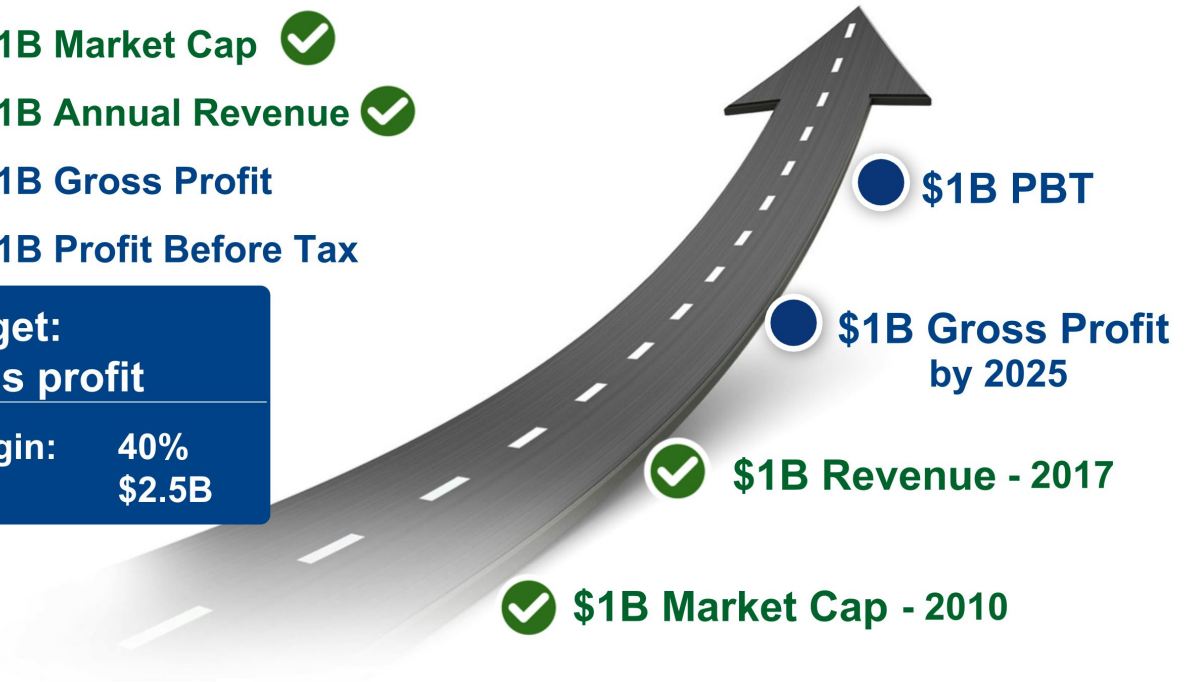 1B Market Cap
1B Annual Revenue
1B Gross Profit
1B Profit Before Tax
get:
s profit
gin: 40%
$2.5B
$1B PBT
$1B Gross Profit
by 2025
$1B Revenue - 2017
$1B Market Cap - 2010